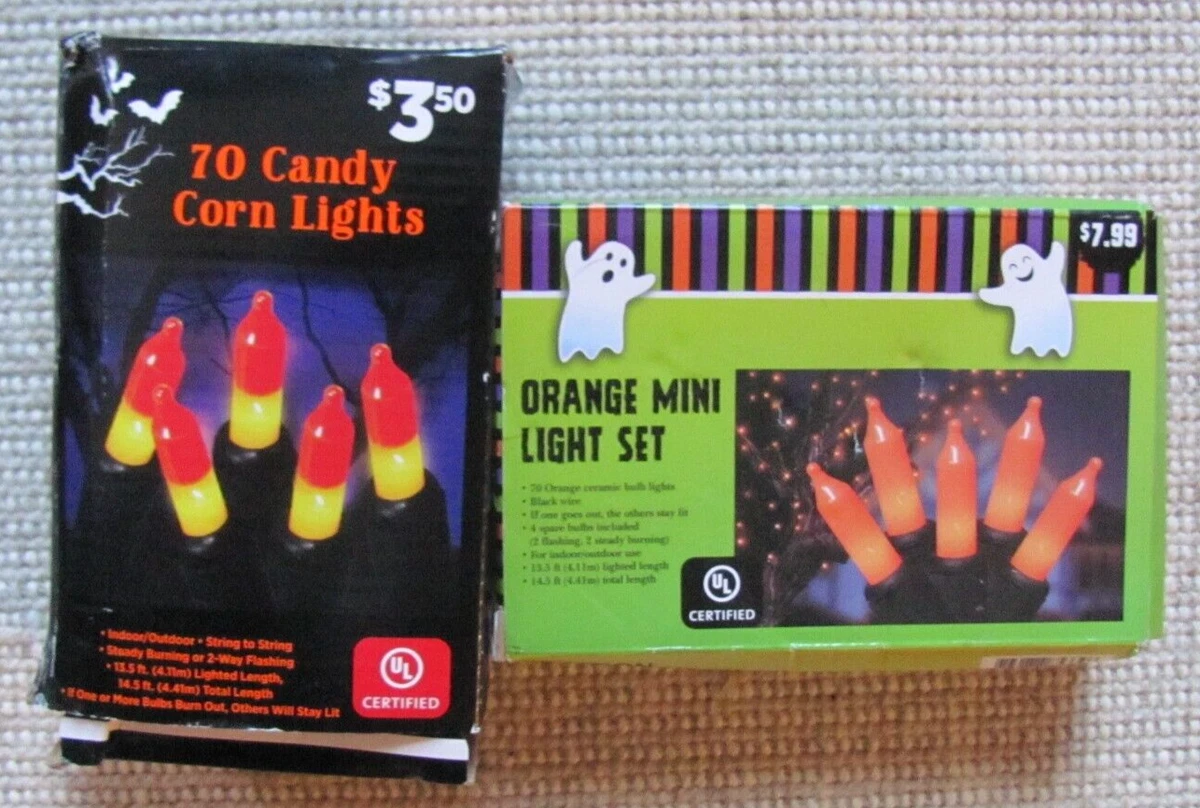 $3.50
70 Candy
Corn Lights
• Indoor/Outdoor • String to String
• Steady Burning or 2-Way Flashing
• 13.5 ft. (4.11m) Lighted Length,
14.5 ft. (4.41m) Total Length
• If One or More Bulbs Burn Out, Others Will Stay Lit
UL
CERTIFIED
$7.99
ORANGE MINI
LIGHT SET
• 70 Orange ceramic bulb lights
• Black wire
• If one goes out, the others stay lit
• 4 spare bulbs included
(2 flashing, 2 steady burning)
• For indoor/outdoor use
• 13.5 ft (4.11m) lighted length
• 14.5 ft (4.41m) total length
UL
CERTIFIED